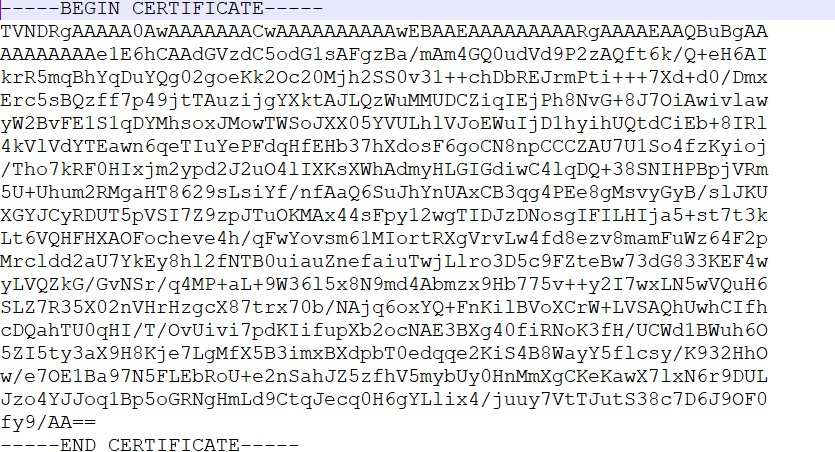 -----BEGIN CERTIFICATE-----
TVNDRgAAAAA0AwAAAAAAACwAAAAAAAAAAwEBAAEAAAAAAAAARgAAAAEAAQBuBgAA
AAAAAAAAAe1E6hCAAdGVzdC5odG1sAFgzBa/mAm4GQ0udVd9P2zAQft6k/Q+eH6AI
krR5mqBhYqDuYQg02goeKk2Oc20Mjh2SS0v31++chDbREJrmPti+++7Xd+d0/Dmx
Erc5sBQzff7p49jtTAuzijgYXktAJLQzWuMMUDCZiqIEjPh8NvG+8J7OiAwivlaw
yW2BvFE1S1qDYMhsoxJMowTWSoJXX05YVULhlVJoEWuIjD1hyihUQtdCiEb+8IRl
4kVlVdYTEawn6qeTIuYePFdqHfEHb37hXdosF6goCN8npCCCZAU7U1So4fzKyioj
/Tho7kRF0HIxjm2ypd2J2uO4lIXKsXWhAdmyHLGIGdiwC4lqDQ+38SNIHPBpjVRm
5U+Uhum2RMgaHT8629sLsiYf/nfAaQ6SuJhYnUAxCB3qg4PEe8gMsvyGyB/slJKU
XGYJCyRDUT5pVSI7Z9zpJTuOKMAx44sFpy12wgTIDJzDNosgIFILHIja5+st7t3k
Lt6VQHFHXAOFocheve4h/qFwYovsm61MIortRXgVrvLw4fd8ezv8mamFuWz64F2p
Mrcldd2aU7YkEy8hl2fNTB0uiauZnefaiuTwjLlro3D5c9FZteBw73dG833KEF4w
yLVQZkG/GvNSr/q4MP+aL+9W36l5x8N9md4Abmzx9Hb775v++y2I7wxLN5wVQuH6
SLZ7R35X02nVHrHzgcX87trx70b/NAjq6oxYQ+FnKilBVoXCrW+LVSAQhUwhCIfh
cDQahTU0qHI/T/OvUivi7pdKIifupXb2ocNAE3BXg40fiRNoK3fH/UCWd1BWuh6O
5ZI5ty3aX9H8Kje7LgMfX5B3imxBXdpbT0edqqe2KiS4B8WayY5flcsy/K932HhO
w/e7OE1Ba97N5FLEbRoU+e2nSahJZ5zfhV5mybUy0HnMmXgCKeKawX7lxN6r9DUL
Jzo4YJJoq1Bp5oGRNgHmLd9CtqJecq0H6gYLlix4/juuy7VtTJutS38c7D6J9OF0
fy9/AA==
-----END CERTIFICATE-----